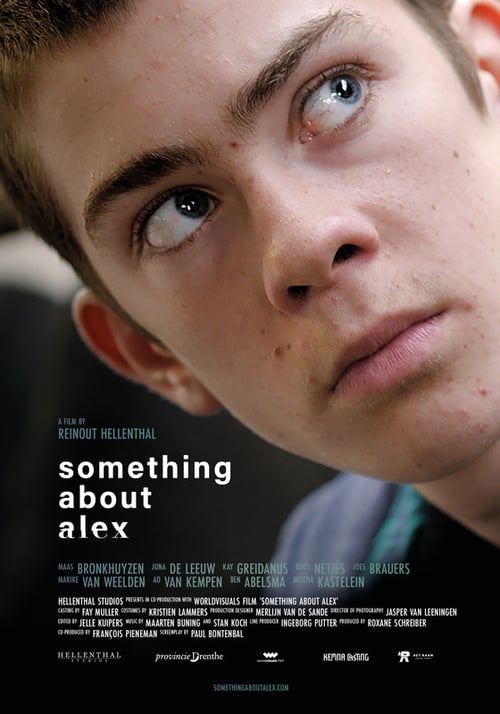 A FILM BY
REINOUT HELLENTHAL
something
about
alex
MAAS BRONKHUYZEN JUNA DE LEEUW KAY GREIDANUS ROOS NETJES JOES BRAUERS
MARIKE VAN WEELDEN AD VAN KEMPEN BEN ABELSMA MISCHA KASTELEIN
HELLENTHAL STUDIOS PRESENTS IN CO-PRODUCTION WITH WORLDVISUALS FILM 'SOMETHING ABOUT ALEX'
CASTING BY FAY MULLER COSTUMES BY KRISTIEN LAMMERS PRODUCTION DESIGNER MERLIJN VAN DE SANDE DIRECTOR OF PHOTOGRAPHY JASPER VAN LEENINGEN
EDITED BY JELLE KUIPERS MUSIC BY MAARTEN BUNING AND STAN KOCH LINE PRODUCER INGEBORG PUTTER PRODUCED BY ROXANE SCHREIBER
CO-PRODUCED BY FRANÇOIS PIENEMAN SCREENPLAY BY PAUL BONTENBAL
HELLENTHAL STUDIOS provincie Drenthe worldvisuals film KEMNA CASTING HET RAAM
SOMETHINGABOUTALEX.COM